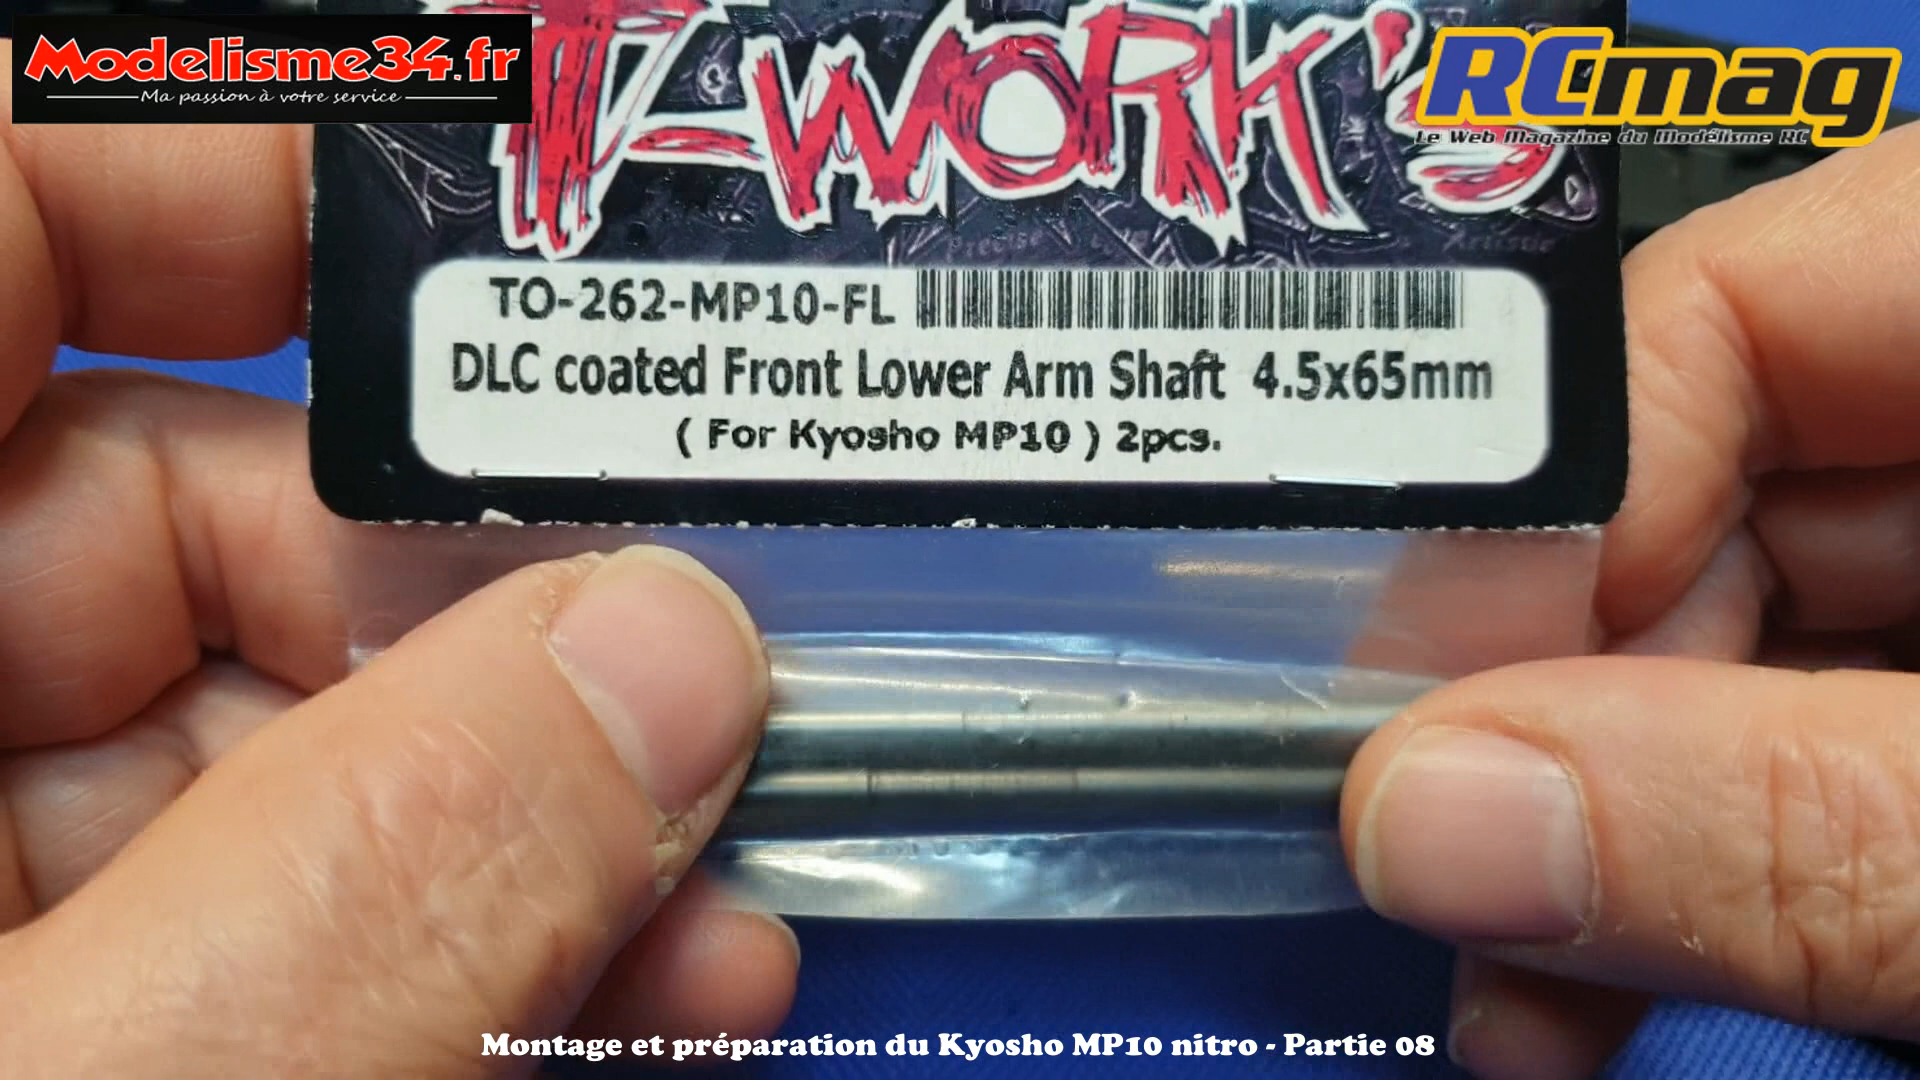 Modelisme34.fr
Ma passion à votre service
T-WORK'S
RCmag
Le Web Magazine du Modélisme RC
Precise
Artistic
TO-262-MP10-FL
DLC coated Front Lower Arm Shaft 4.5x65mm
( For Kyosho MP10 ) 2pcs.
Montage et préparation du Kyosho MP10 nitro - Partie 08